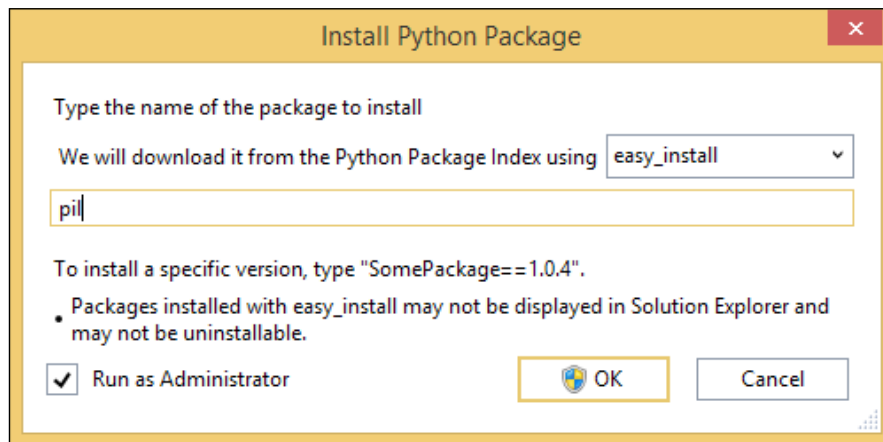 Install Python Package
Type the name of the package to install
We will download it from the Python Package Index using easy_install
pil
To install a specific version, type "SomePackage==1.0.4".
• Packages installed with easy_install may not be displayed in Solution Explorer and
may not be uninstallable.
Run as Administrator OK Cancel